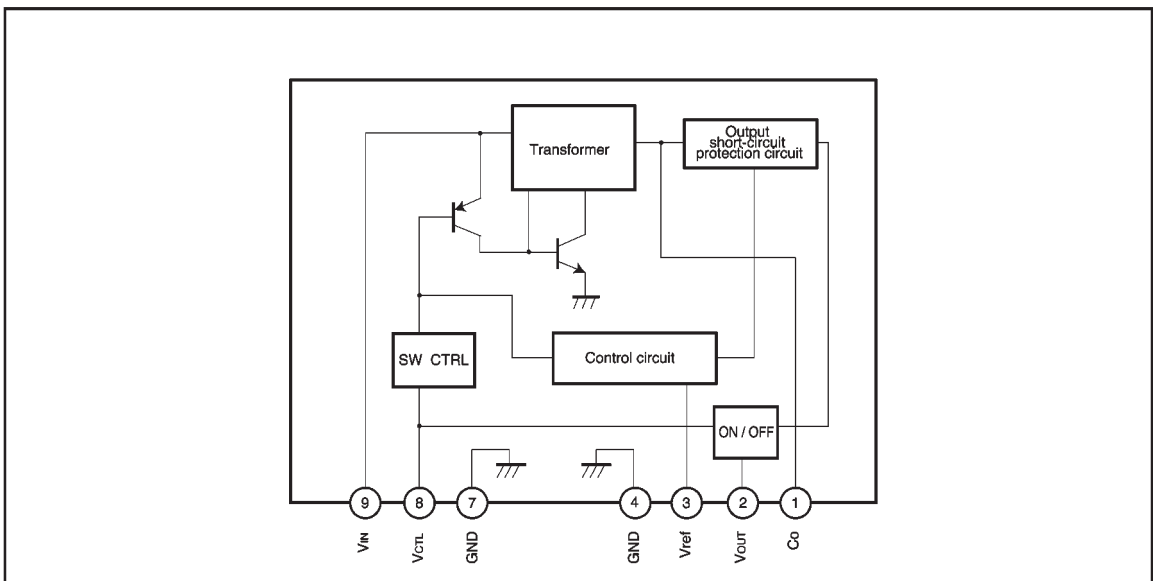 Transformer
Output
short-circuit
protection circuit
SW CTRL
Control circuit
ON / OFF
9
8
7
4
3
2
1
VIN
VCTL
GND
GND
Vref
VOUT
Co